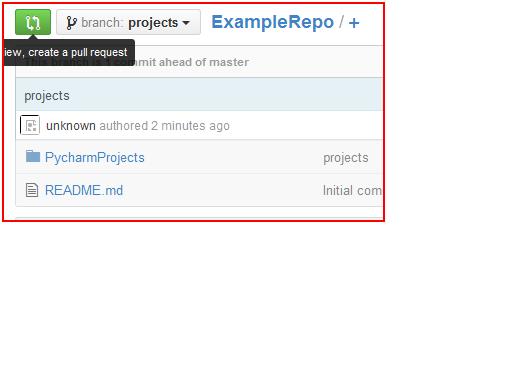 branch: projects ExampleRepo / +
iew, create a pull request
This branch is 1 commit ahead of master
projects
unknown authored 2 minutes ago
PycharmProjects projects
README.md Initial com